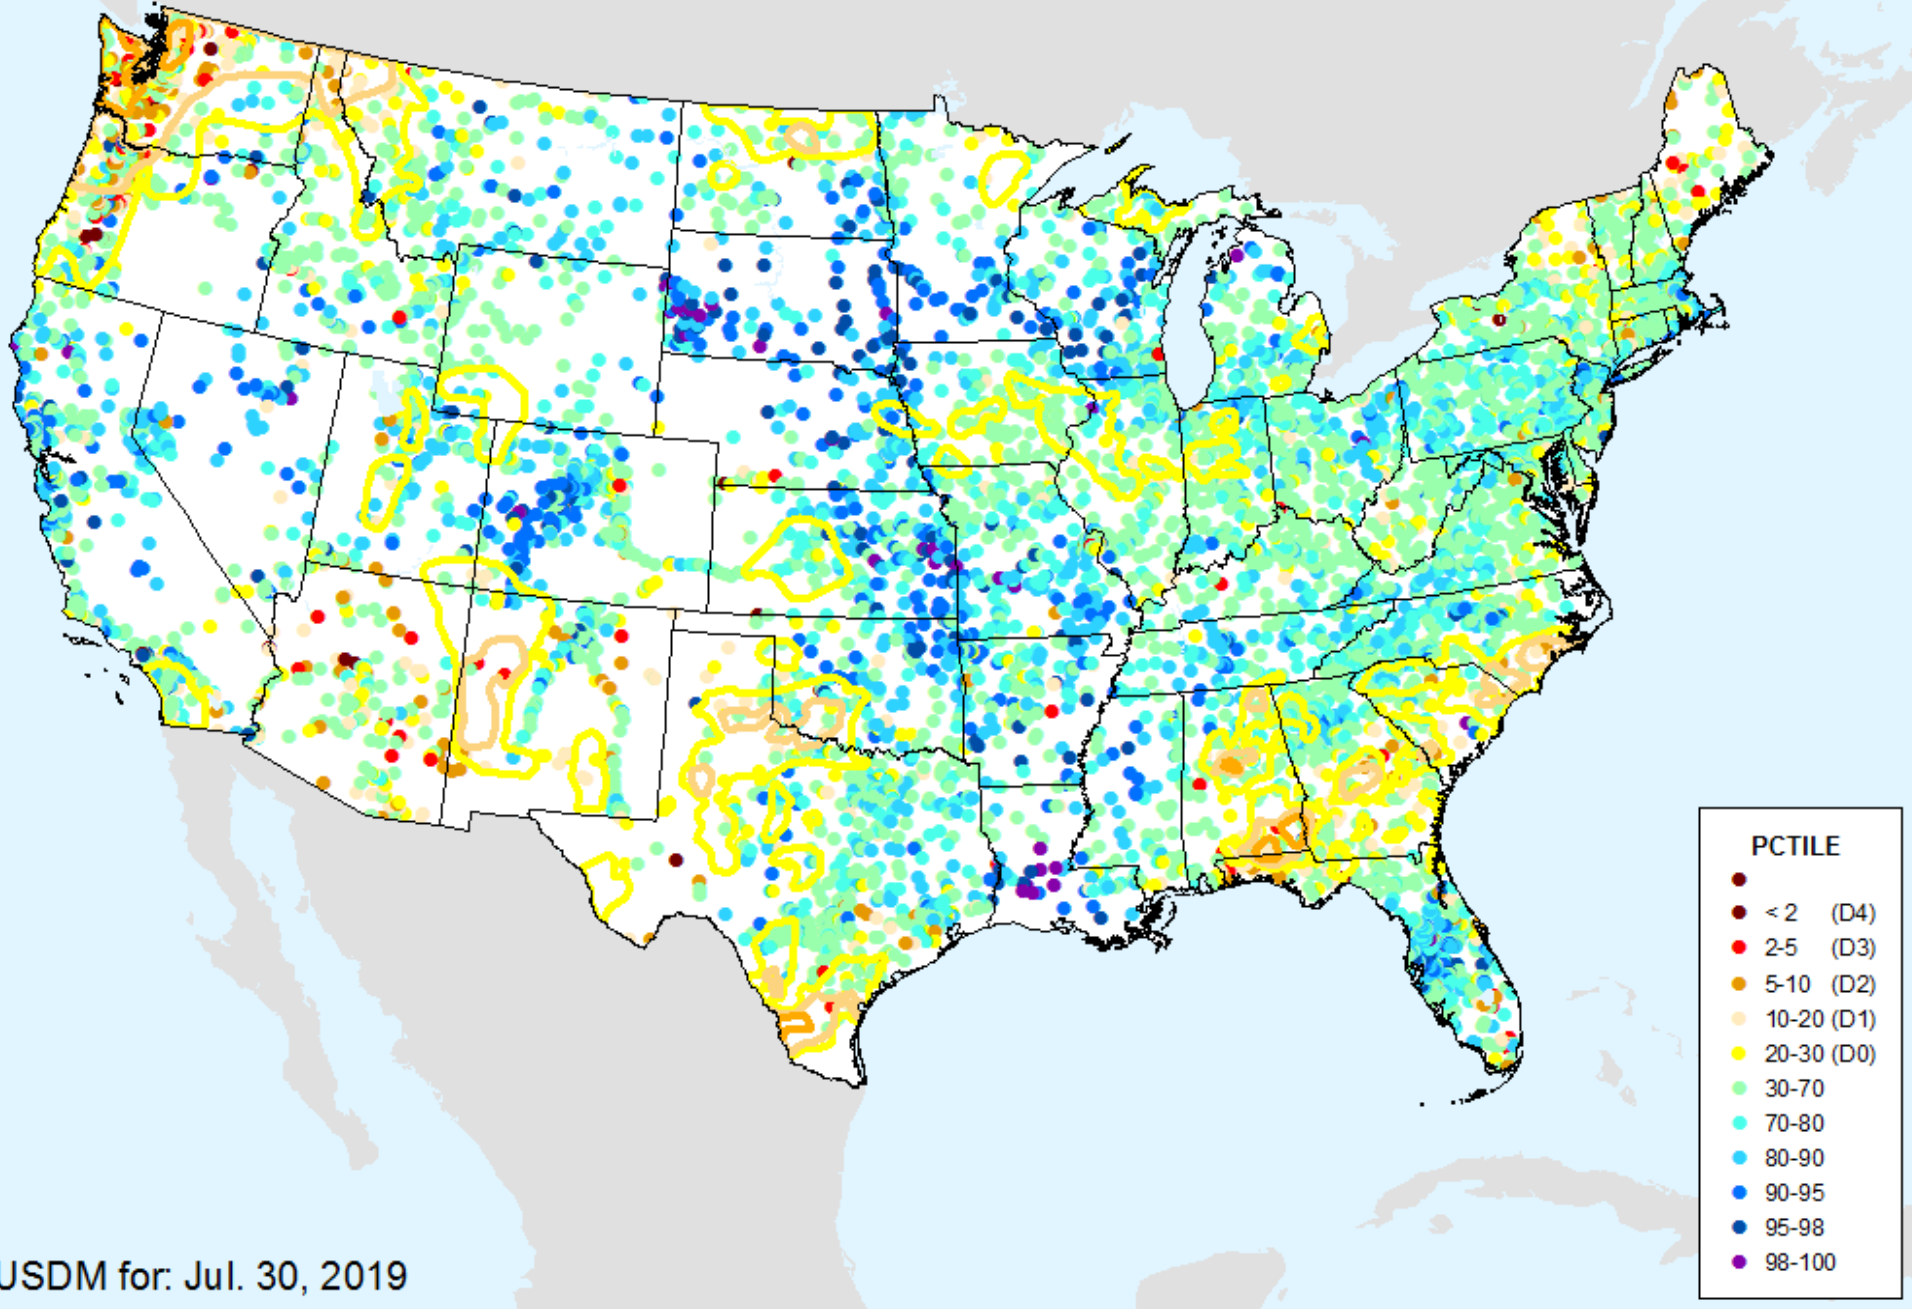 PCTILE
< 2 (D4)
2-5 (D3)
5-10 (D2)
10-20 (D1)
20-30 (D0)
30-70
70-80
80-90
90-95
95-98
98-100
USDM for: Jul. 30, 2019